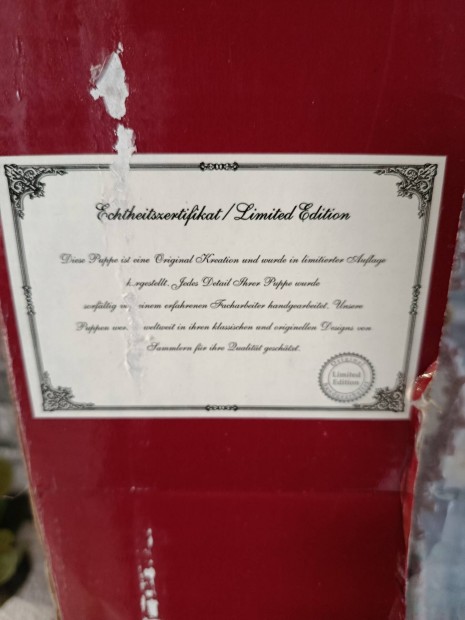 Echtheitszertifikat / Limited Edition
Diese Puppe ist eine Original Kreation und wurde in limitierter Auflage
hergestellt. Jedes Detail Ihrer Puppe wurde
sorfältig einem erfahrenen Facharbeiter handgearbeitet. Unsere
Puppen weltweit in ihren klassischen und originellen Designs von
Sammlern für ihre Qualität geschätzt.
Limited
Edition